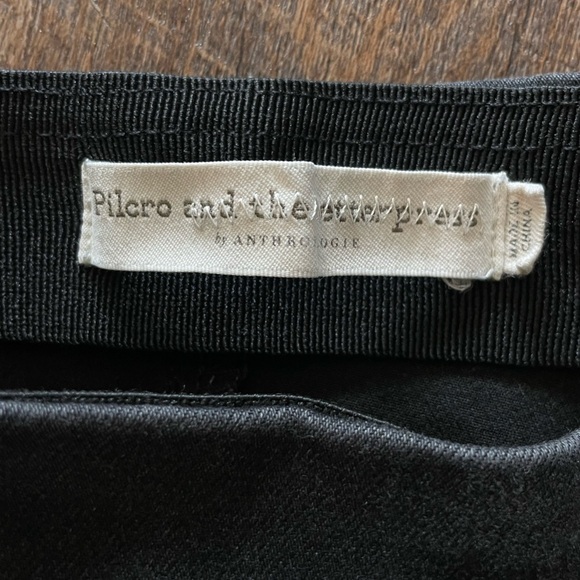 Pilcro and the letterpress
by ANTHROPOLOGIE
MADE IN
CHINA